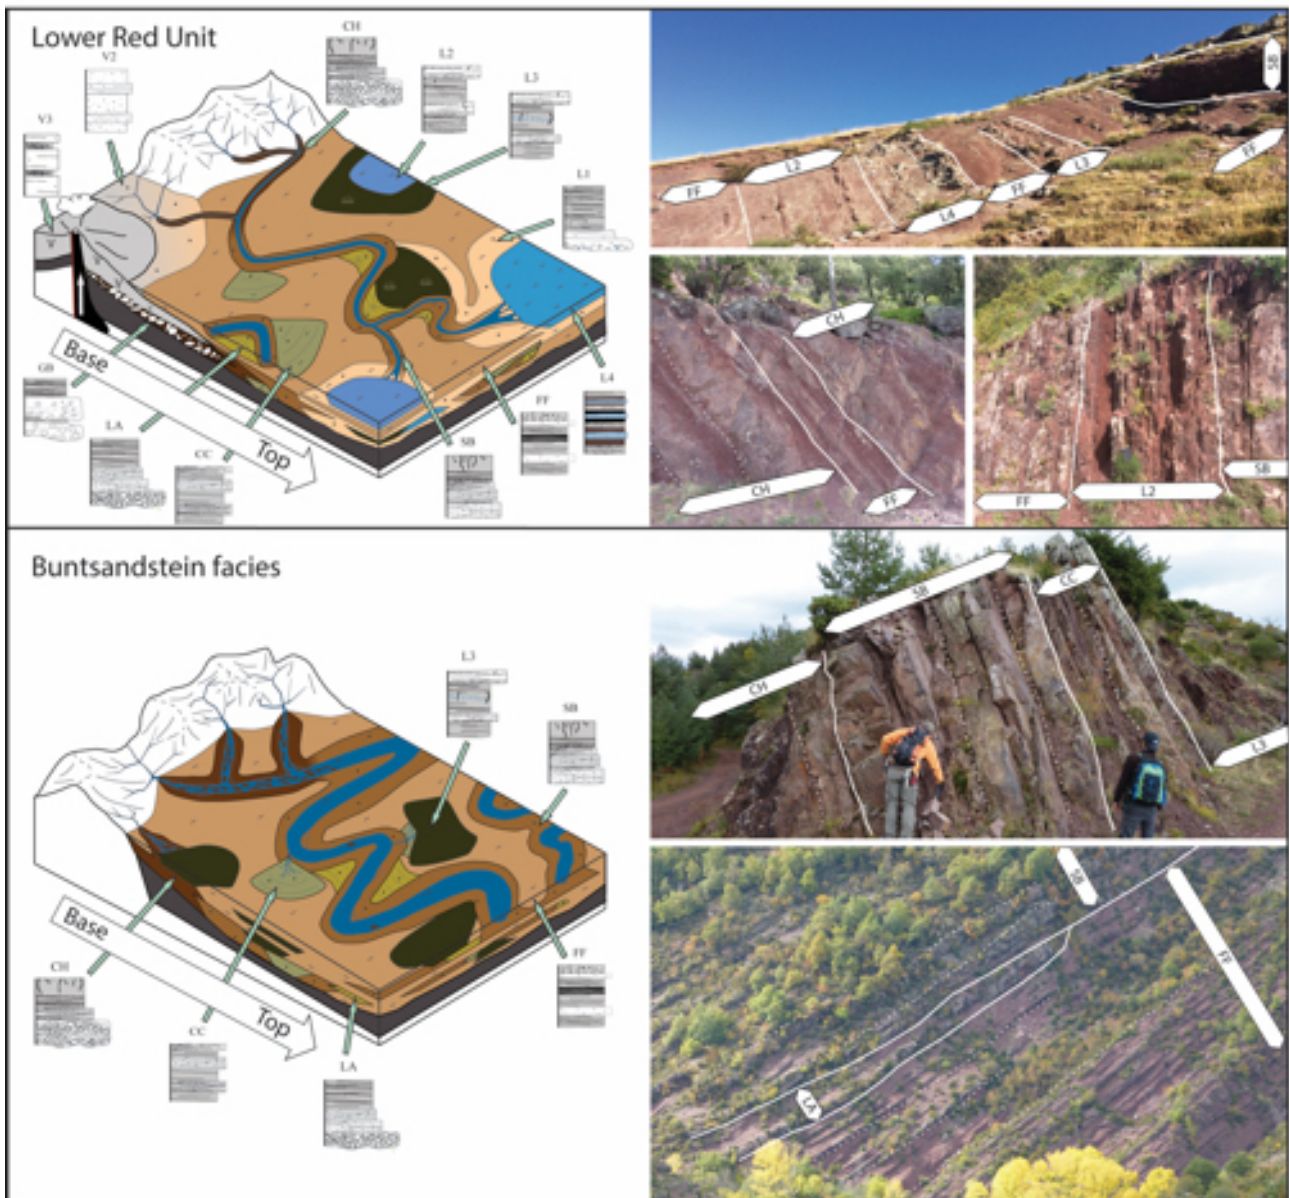 Lower Red Unit
CH
V2
L2
L3
V3
L1
Base
Top
GB
LA
CC
SB
FF
L4
SB
L2
FF
L3
FF
FF
L4
CH
CH
FF
FF
L2
SB
Buntsandstein facies
L3
SB
Base
Top
CH
CC
LA
FF
SB
CC
CH
L3
SB
FF
LA